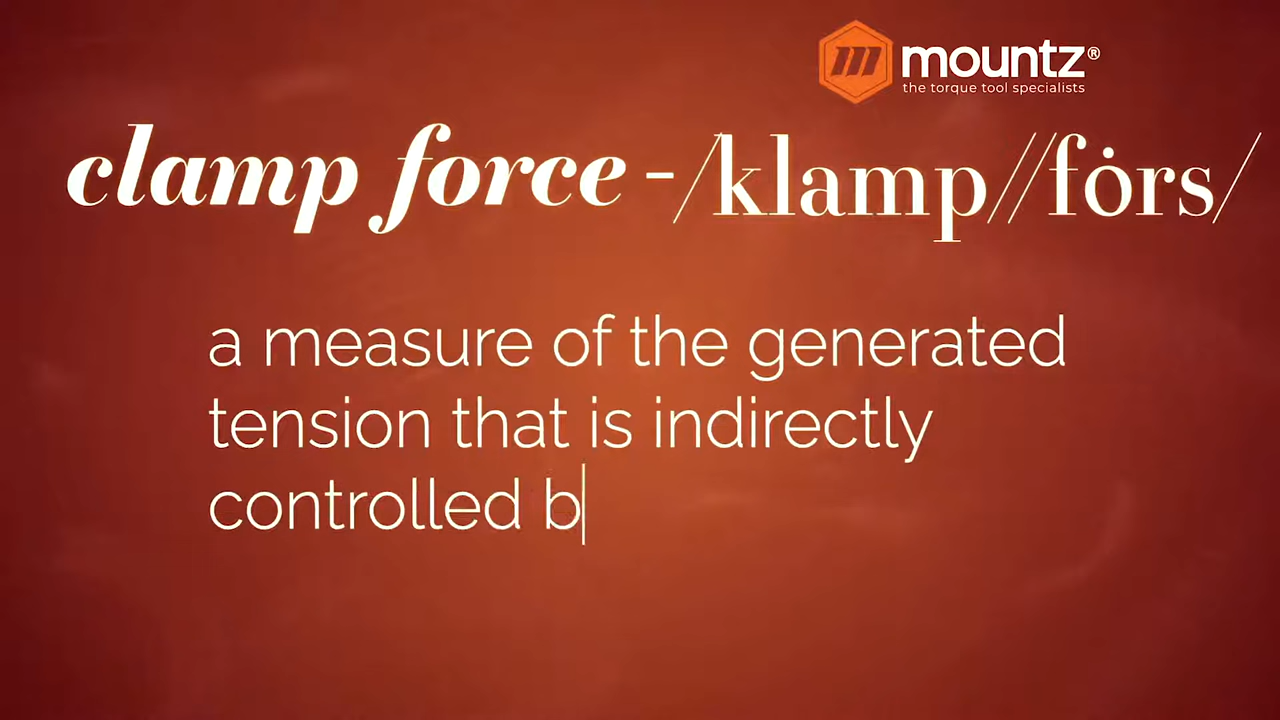 mountz®
the torque tool specialists
clamp force -/klamp//fȯrs/
a measure of the generated
tension that is indirectly
controlled b